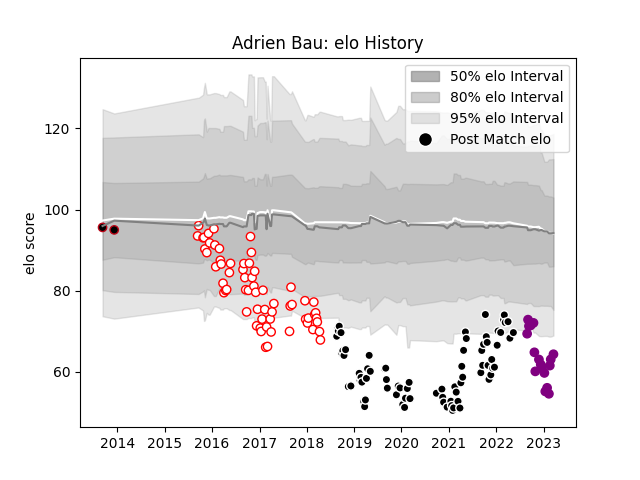 Adrien Bau: elo History
50% elo Interval
80% elo Interval
95% elo Interval
Post Match elo
elo score
120
100
80
60
2014 2015 2016 2017 2018 2019 2020 2021 2022 2023